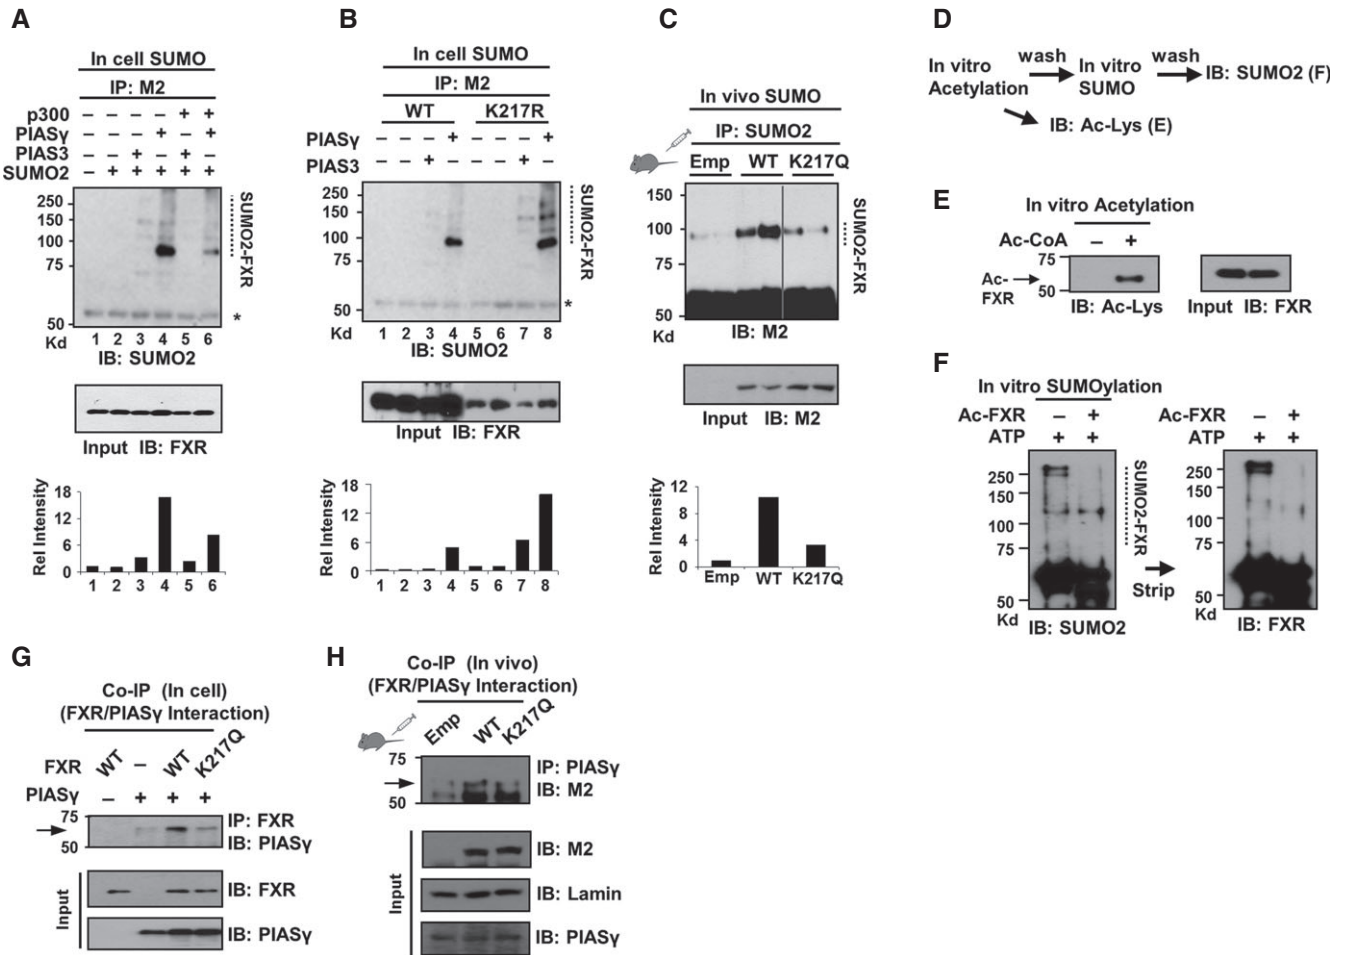 A
In cell SUMO
IP: M2
p300 – – – – + +
PIASγ – – – + – +
PIAS3 – – + – + –
SUMO2 – + + + + +
250
150
100
75
50
Kd
SUMO2-FXR
*
1 2 3 4 5 6
IB: SUMO2
Input IB: FXR
Rel Intensity
18
12
6
0
1 2 3 4 5 6
B
In cell SUMO
IP: M2
WT K217R
PIASγ – – – + – – – +
PIAS3 – – + – – – + –
250
150
100
75
50
Kd
SUMO2-FXR
*
1 2 3 4 5 6 7 8
IB: SUMO2
Input IB: FXR
Rel Intensity
18
12
6
0
1 2 3 4 5 6 7 8
C
In vivo SUMO
IP: SUMO2
Emp WT K217Q
150
100
75
50
Kd
SUMO2-FXR
IB: M2
Input IB: M2
Rel Intensity
12
8
4
0
Emp WT K217Q
D
In vitro
Acetylation
wash
In vitro
SUMO
wash
IB: SUMO2 (F)
IB: Ac-Lys (E)
E
In vitro Acetylation
Ac-CoA – +
75
50
Ac-
FXR
IB: Ac-Lys
Input IB: FXR
F
In vitro SUMOylation
Ac-FXR – +
ATP + +
250
150
100
75
50
Kd
SUMO2-FXR
IB: SUMO2
Strip
Ac-FXR – +
ATP + +
250
150
100
75
50
Kd
IB: FXR
G
Co-IP (In cell)
(FXR/PIASγ Interaction)
FXR WT – WT K217Q
PIASγ – + + +
75
50
IP: FXR
IB: PIASγ
Input
IB: FXR
IB: PIASγ
H
Co-IP (In vivo)
(FXR/PIASγ Interaction)
Emp WT K217Q
75
50
IP: PIASγ
IB: M2
Input
IB: M2
IB: Lamin
IB: PIASγ